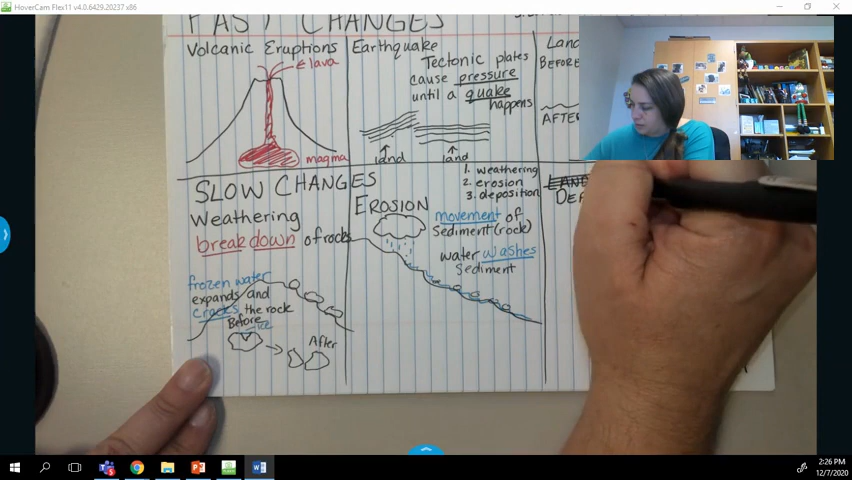 HoverCam Flex11 v4.0.6429.20237 x86
FAST CHANGES
Volcanic Eruptions
lava
magma
Earthquake
Tectonic plates
cause pressure
until a quake
happens
land
land
BEFORE
AFTER
SLOW CHANGES
Weathering
breakdown of rocks
frozen water
expands and
cracks the rock
Before
ice
After
1. weathering
2. erosion
3. deposition
EROSION
movement of
sediment (rock)
water washes
sediment
2:26 PM
12/7/2020